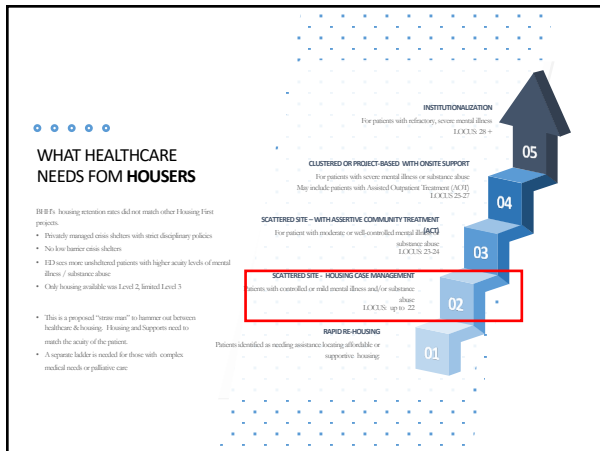 WHAT HEALTHCARE
NEEDS FOM HOUSERS
BHH's housing retention rates did not match other Housing First
projects.
• Privately managed crisis shelters with strict disciplinary policies
• No low barrier crisis shelters
• ED sees more unsheltered patients with higher acuity levels of mental
illness / substance abuse
• Only housing available was Level 2, limited Level 3
• This is a proposed "straw man" to hammer out between
healthcare & housing. Housing and Supports need to
match the acuity of the patient.
• A separate ladder is needed for those with complex
medical needs or palliative care
INSTITUTIONALIZATION
For patients with refractory, severe mental illness
LOCUS: 28 +
05
CLUSTERED OR PROJECT-BASED WITH ONSITE SUPPORT
For patients with severe mental illness or substance abuse
May include patients with Assisted Outpatient Treatment (AOT)
LOCUS 25-27
04
SCATTERED SITE – WITH ASSERTIVE COMMUNITY TREATMENT
(ACT)
For patient with moderate or well-controlled mental illness
substance abuse
LOCUS: 23-24
03
SCATTERED SITE - HOUSING CASE MANAGEMENT
Patients with controlled or mild mental illness and/or substance
abuse
LOCUS: up to 22
02
RAPID RE-HOUSING
Patients identified as needing assistance locating affordable or
supportive housing
01